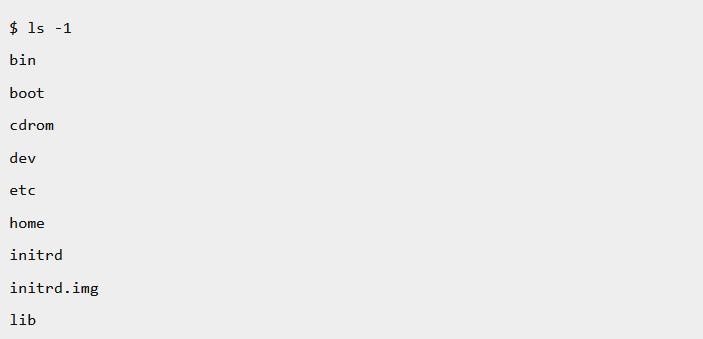 $ ls -1
bin
boot
cdrom
dev
etc
home
initrd
initrd.img
lib